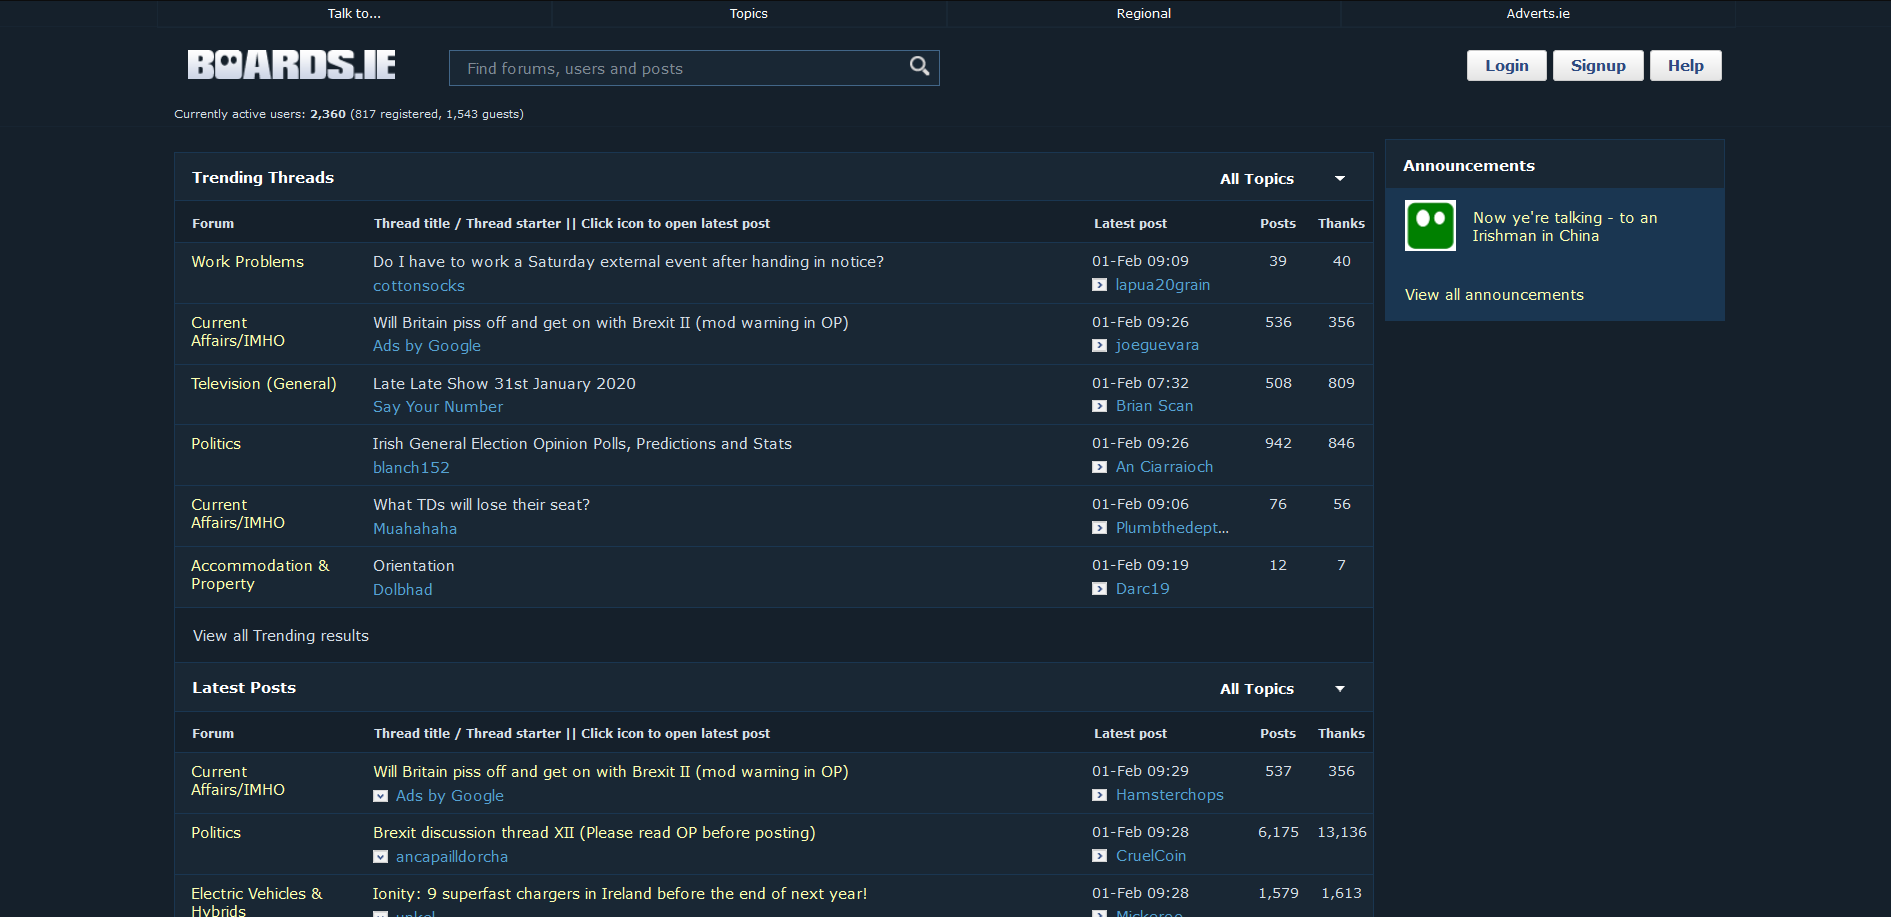 Talk to... Topics Regional Adverts.ie
BOARDS.IE Find forums, users and posts Login Signup Help
Currently active users: 2,360 (817 registered, 1,543 guests)
Trending Threads All Topics
Forum Thread title / Thread starter || Click icon to open latest post Latest post Posts Thanks
Work Problems Do I have to work a Saturday external event after handing in notice? 01-Feb 09:09 39 40
cottonsocks lapua20grain
Current Will Britain piss off and get on with Brexit II (mod warning in OP) 01-Feb 09:26 536 356
Affairs/IMHO Ads by Google joeguevara
Television (General) Late Late Show 31st January 2020 01-Feb 07:32 508 809
Say Your Number Brian Scan
Politics Irish General Election Opinion Polls, Predictions and Stats 01-Feb 09:26 942 846
blanch152 An Ciarraioch
Current What TDs will lose their seat? 01-Feb 09:06 76 56
Affairs/IMHO Muahahaha Plumbthedept...
Accommodation & Orientation 01-Feb 09:19 12 7
Property Dolbhad Darc19
View all Trending results
Latest Posts All Topics
Forum Thread title / Thread starter || Click icon to open latest post Latest post Posts Thanks
Current Will Britain piss off and get on with Brexit II (mod warning in OP) 01-Feb 09:29 537 356
Affairs/IMHO Ads by Google Hamsterchops
Politics Brexit discussion thread XII (Please read OP before posting) 01-Feb 09:28 6,175 13,136
ancapailldorcha CruelCoin
Electric Vehicles & Ionity: 9 superfast chargers in Ireland before the end of next year! 01-Feb 09:28 1,579 1,613
Hybrids unkel
Announcements
Now ye're talking - to an
Irishman in China
View all announcements